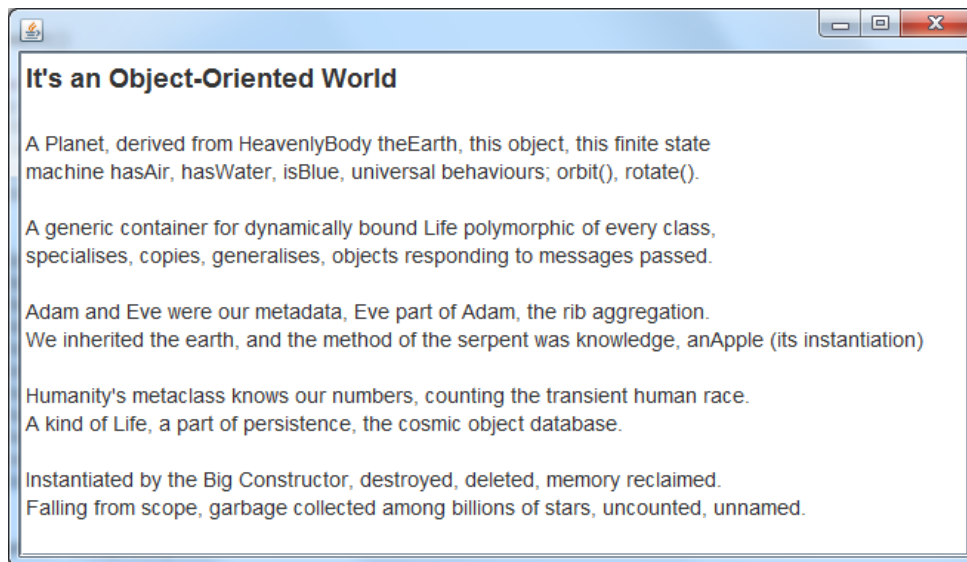 It's an Object-Oriented World
A Planet, derived from HeavenlyBody theEarth, this object, this finite state
machine hasAir, hasWater, isBlue, universal behaviours; orbit(), rotate().
A generic container for dynamically bound Life polymorphic of every class,
specialises, copies, generalises, objects responding to messages passed.
Adam and Eve were our metadata, Eve part of Adam, the rib aggregation.
We inherited the earth, and the method of the serpent was knowledge, anApple (its instantiation)
Humanity's metaclass knows our numbers, counting the transient human race.
A kind of Life, a part of persistence, the cosmic object database.
Instantiated by the Big Constructor, destroyed, deleted, memory reclaimed.
Falling from scope, garbage collected among billions of stars, uncounted, unnamed.